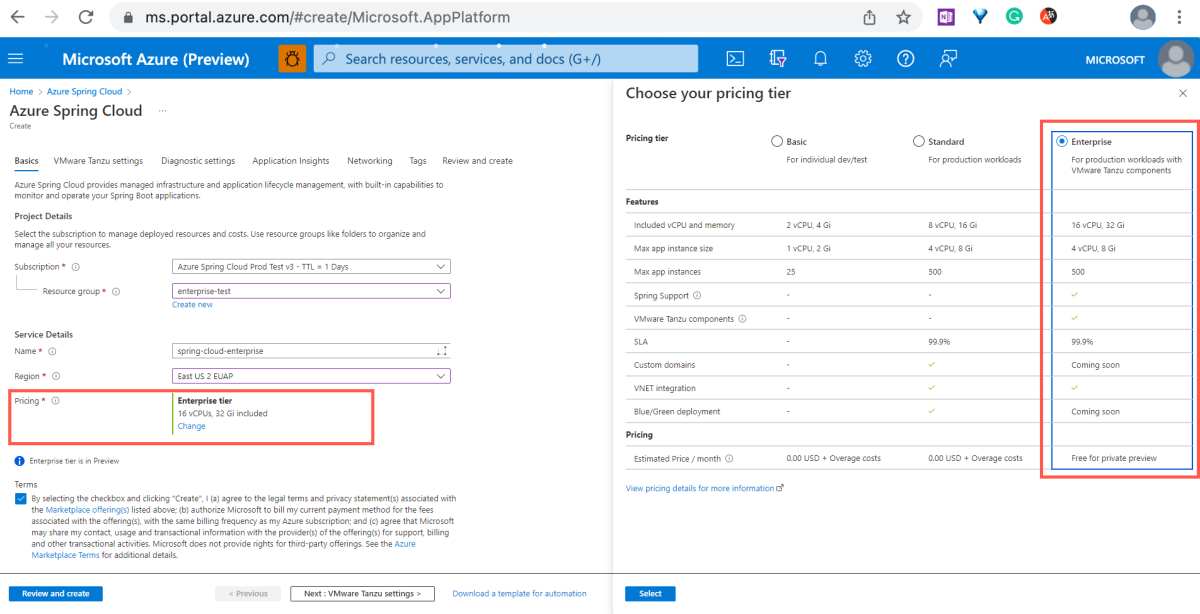 ms.portal.azure.com/#create/Microsoft.AppPlatform
Microsoft Azure (Preview)
Search resources, services, and docs (G+/)
MICROSOFT
Home > Azure Spring Cloud >
Azure Spring Cloud ...
Create
Basics VMware Tanzu settings Diagnostic settings Application Insights Networking Tags Review and create
Azure Spring Cloud provides managed infrastructure and application lifecycle management, with built-in capabilities to
monitor and operate your Spring Boot applications.
Project Details
Select the subscription to manage deployed resources and costs. Use resource groups like folders to organize and
manage all your resources.
Subscription * Azure Spring Cloud Prod Test v3 - TTL = 1 Days
Resource group * enterprise-test
Create new
Service Details
Name * spring-cloud-enterprise
Region * East US 2 EUAP
Pricing * Enterprise tier
16 vCPUs, 32 Gi included
Change
Enterprise tier is in Preview
Terms
By selecting the checkbox and clicking "Create", I (a) agree to the legal terms and privacy statement(s) associated with
the Marketplace offering(s) listed above; (b) authorize Microsoft to bill my current payment method for the fees
associated with the offering(s), with the same billing frequency as my Azure subscription; and (c) agree that Microsoft
may share my contact, usage and transactional information with the provider(s) of the offering(s) for support, billing
and other transactional activities. Microsoft does not provide rights for third-party offerings. See the Azure
Marketplace Terms for additional details.
Review and create < Previous Next : VMware Tanzu settings > Download a template for automation
Choose your pricing tier
Pricing tier Basic Standard Enterprise
For individual dev/test For production workloads For production workloads with
VMware Tanzu components
Features
Included vCPU and memory 2 vCPU, 4 Gi 8 vCPU, 16 Gi 16 vCPU, 32 Gi
Max app instance size 1 vCPU, 2 Gi 4 vCPU, 8 Gi 4 vCPU, 8 Gi
Max app instances 25 500 500
Spring Support - -
VMware Tanzu components - -
SLA - 99.9% 99.9%
Custom domains - Coming soon
VNET integration -
Blue/Green deployment - Coming soon
Pricing
Estimated Price / month 0.00 USD + Overage costs 0.00 USD + Overage costs Free for private preview
View pricing details for more information
Select